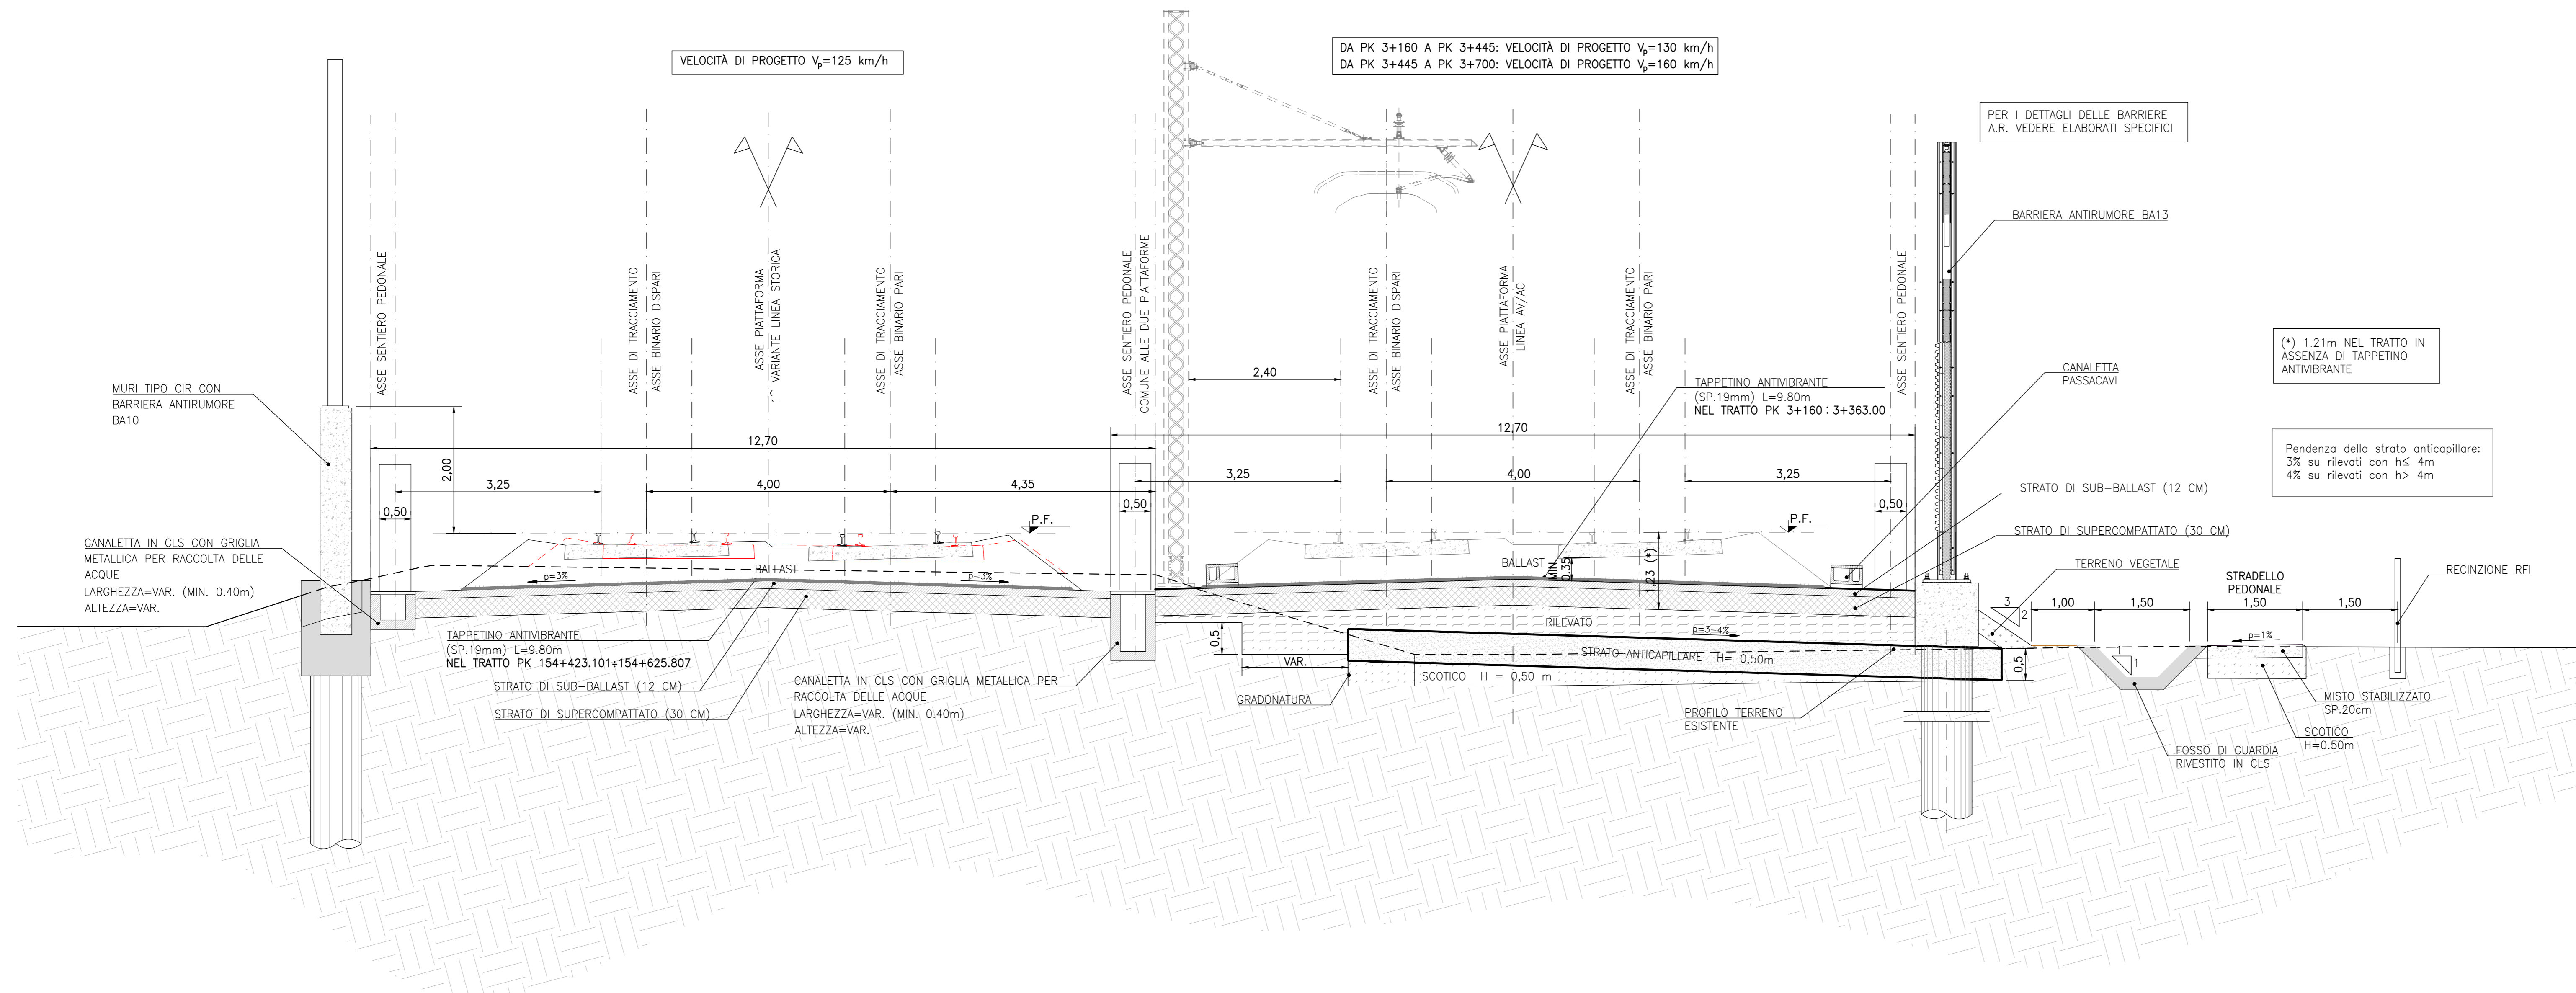 VELOCITÀ DI PROGETTO Vp=125 km/h
DA PK 3+160 A PK 3+445: VELOCITÀ DI PROGETTO Vp=130 km/h
DA PK 3+445 A PK 3+700: VELOCITÀ DI PROGETTO Vp=160 km/h
PER I DETTAGLI DELLE BARRIERE
A.R. VEDERE ELABORATI SPECIFICI
BARRIERA ANTIRUMORE BA13
ASSE SENTIERO PEDONALE
ASSE DI TRACCIAMENTO
ASSE BINARIO DISPARI
ASSE PIATTAFORMA
1^ VARIANTE LINEA STORICA
ASSE DI TRACCIAMENTO
ASSE BINARIO PARI
ASSE SENTIERO PEDONALE
COMUNE ALLE DUE PIATTAFORME
ASSE DI TRACCIAMENTO
ASSE BINARIO DISPARI
ASSE PIATTAFORMA
LINEA AV/AC
ASSE DI TRACCIAMENTO
ASSE BINARIO PARI
ASSE SENTIERO PEDONALE
(*) 1.21m NEL TRATTO IN
ASSENZA DI TAPPETINO
ANTIVIBRANTE
MURI TIPO CIR CON
BARRIERA ANTIRUMORE
BA10
2,40
TAPPETINO ANTIVIBRANTE
(SP.19mm) L=9.80m
NEL TRATTO PK 3+160÷3+363.00
CANALETTA
PASSACAVI
12,70
12,70
2,00
3,25
4,00
4,35
3,25
4,00
3,25
Pendenza dello strato anticapillare:
3% su rilevati con h≤ 4m
4% su rilevati con h> 4m
0,50
0,50
0,50
P.F.
P.F.
STRATO DI SUB-BALLAST (12 CM)
STRATO DI SUPERCOMPATTATO (30 CM)
CANALETTA IN CLS CON GRIGLIA
METALLICA PER RACCOLTA DELLE
ACQUE
LARGHEZZA=VAR. (MIN. 0.40m)
ALTEZZA=VAR.
p=3%
BALLAST
p=3%
BALLAST
MIN.
0.35
1,23 (*)
TERRENO VEGETALE
STRADELLO
PEDONALE
RECINZIONE RFI
3
2
1,00
1,50
1,50
1,50
RILEVATO
TAPPETINO ANTIVIBRANTE
(SP.19mm) L=9.80m
NEL TRATTO PK 154+423.101÷154+625.807
0,5
p=3-4%
p=1%
STRATO ANTICAPILLARE H= 0,50m
VAR.
0,5
1
1
SCOTICO H = 0,50 m
STRATO DI SUB-BALLAST (12 CM)
STRATO DI SUPERCOMPATTATO (30 CM)
CANALETTA IN CLS CON GRIGLIA METALLICA PER
RACCOLTA DELLE ACQUE
LARGHEZZA=VAR. (MIN. 0.40m)
ALTEZZA=VAR.
GRADONATURA
PROFILO TERRENO
ESISTENTE
MISTO STABILIZZATO
SP.20cm
SCOTICO
H=0.50m
FOSSO DI GUARDIA
RIVESTITO IN CLS